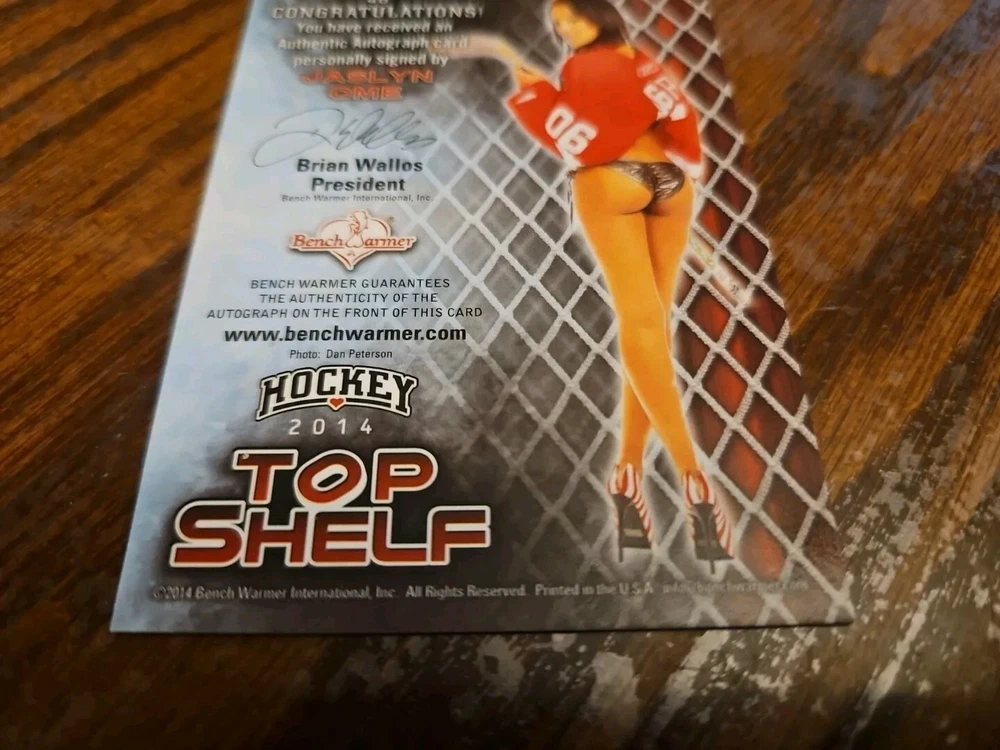 CONGRATULATIONS!
You have received an
Authentic Autograph card
personally signed by
JASLYN
OME
Brian Wallos
President
Bench Warmer International, Inc.
Bench Warmer
BENCH WARMER GUARANTEES
THE AUTHENTICITY OF THE
AUTOGRAPH ON THE FRONT OF THIS CARD
www.benchwarmer.com
Photo: Dan Peterson
HOCKEY
2014
TOP
SHELF
©2014 Bench Warmer International, Inc. All Rights Reserved. Printed in the U.S.A
06